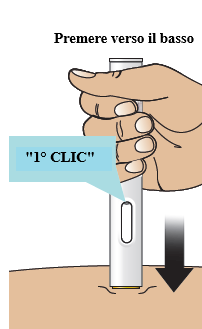 Premere verso il basso
"1° CLIC"